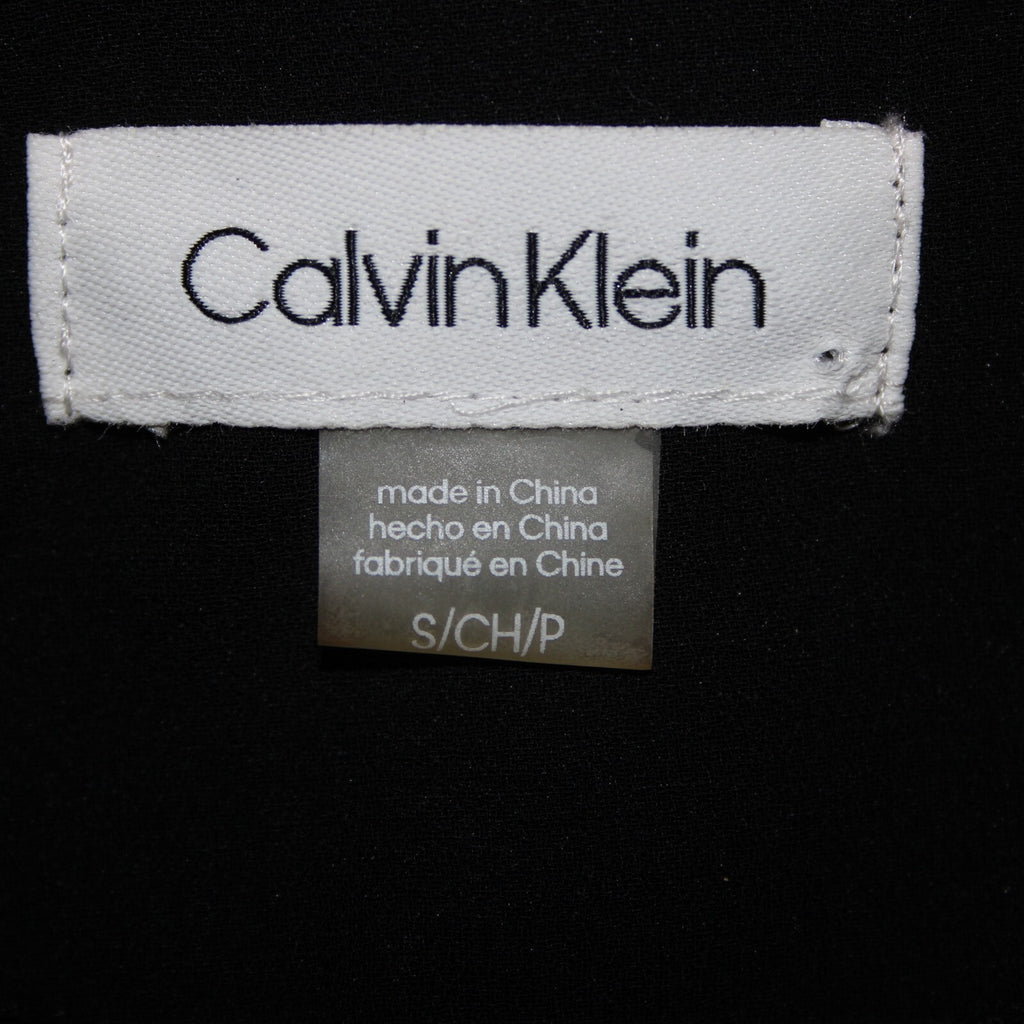 Calvin Klein
made in China
hecho en China
fabriqué en Chine
S/CH/P